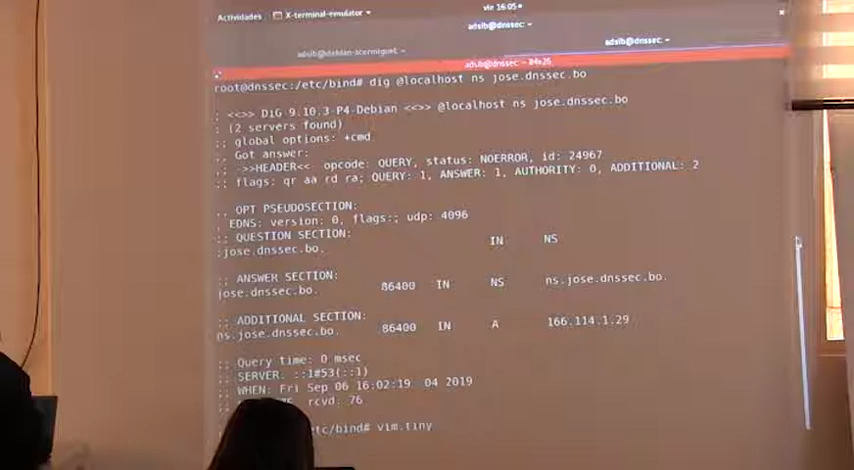 Actividades X-terminal-emulator vie 16:05
adsib@dnssec: ~
adsib@debian-acermiguel: ~ adsib@dnssec: ~
adsib@dnssec: ~ 84x26
root@dnssec:/etc/bind# dig @localhost ns jose.dnssec.bo
; <<>> DiG 9.10.3-P4-Debian <<>> @localhost ns jose.dnssec.bo
; (2 servers found)
;; global options: +cmd
;; Got answer:
;; ->>HEADER<<- opcode: QUERY, status: NOERROR, id: 24967
;; flags: qr aa rd ra; QUERY: 1, ANSWER: 1, AUTHORITY: 0, ADDITIONAL: 2
;; OPT PSEUDOSECTION:
; EDNS: version: 0, flags:; udp: 4096
;; QUESTION SECTION:
;jose.dnssec.bo. IN NS
;; ANSWER SECTION:
jose.dnssec.bo. 86400 IN NS ns.jose.dnssec.bo.
;; ADDITIONAL SECTION:
ns.jose.dnssec.bo. 86400 IN A 166.114.1.29
;; Query time: 0 msec
;; SERVER: ::1#53(::1)
;; WHEN: Fri Sep 06 16:02:19 -04 2019
rcvd: 76
etc/bind# vim.tiny